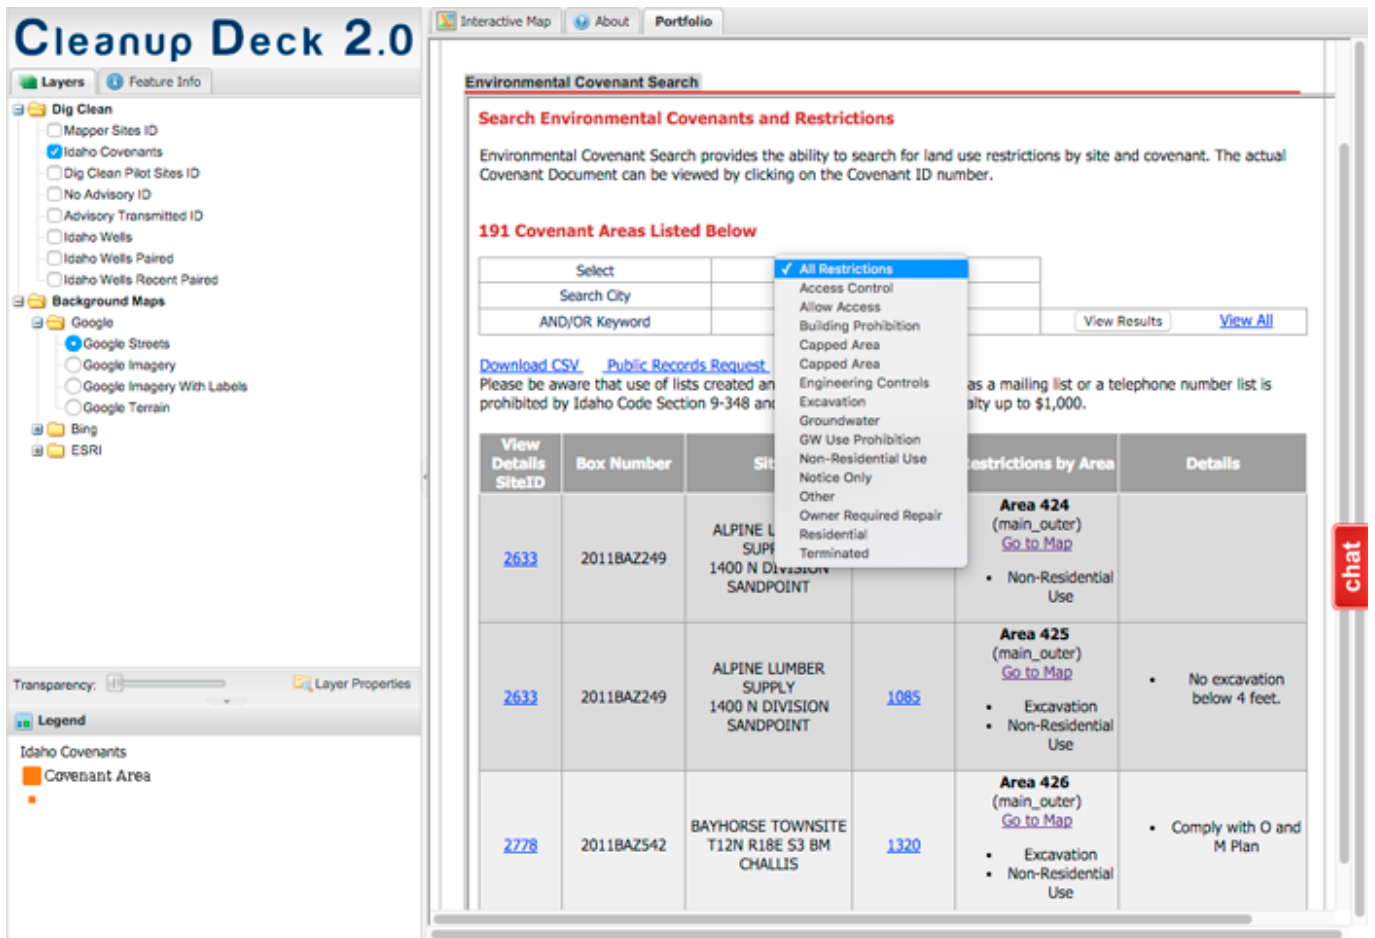 Cleanup Deck 2.0
Layers
Feature Info
Dig Clean
Mapper Sites ID
Idaho Covenants
Dig Clean Pilot Sites ID
No Advisory ID
Advisory Transmitted ID
Idaho Wells
Idaho Wells Paired
Idaho Wells Recent Paired
Background Maps
Google
Google Streets
Google Imagery
Google Imagery With Labels
Google Terrain
Bing
ESRI
Transparency:
Layer Properties
Legend
Idaho Covenants
Covenant Area
Interactive Map
About
Portfolio
Environmental Covenant Search
Search Environmental Covenants and Restrictions
Environmental Covenant Search provides the ability to search for land use restrictions by site and covenant. The actual
Covenant Document can be viewed by clicking on the Covenant ID number.
191 Covenant Areas Listed Below
Select
Search City
AND/OR Keyword
✓ All Restrictions
Access Control
Allow Access
Building Prohibition
Capped Area
Capped Area
Engineering Controls
Excavation
Groundwater
GW Use Prohibition
Non-Residential Use
Notice Only
Other
Owner Required Repair
Residential
Terminated
View Results
View All
Download CSV Public Records Request
Please be aware that use of lists created an as a mailing list or a telephone number list is
prohibited by Idaho Code Section 9-348 and alty up to $1,000.
View
Details
SiteID
Box Number
Sit
estrictions by Area
Details
2633
2011BAZ249
ALPINE L
SUPP
1400 N DIVISION
SANDPOINT
Area 424
(main_outer)
Go to Map
• Non-Residential
Use
2633
2011BAZ249
ALPINE LUMBER
SUPPLY
1400 N DIVISION
SANDPOINT
1085
Area 425
(main_outer)
Go to Map
• Excavation
• Non-Residential
Use
• No excavation
below 4 feet.
2778
2011BAZ542
BAYHORSE TOWNSITE
T12N R18E S3 BM
CHALLIS
1320
Area 426
(main_outer)
Go to Map
• Excavation
• Non-Residential
Use
• Comply with O and
M Plan
chat